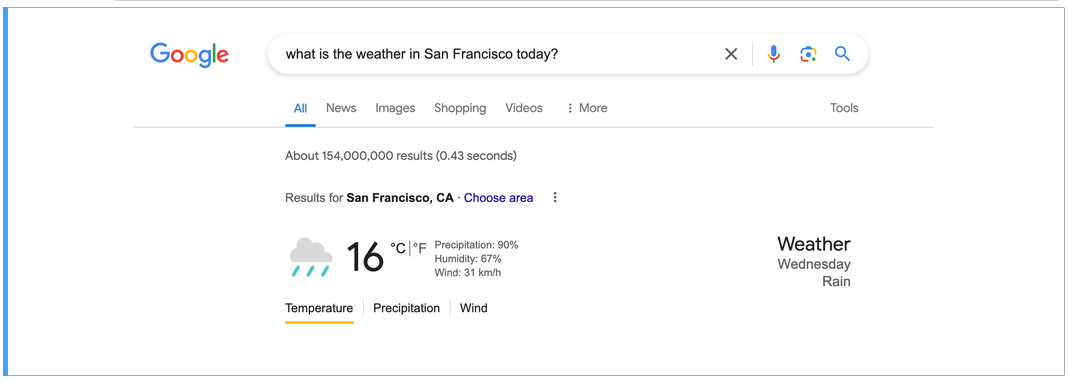 Google
what is the weather in San Francisco today?
All News Images Shopping Videos More Tools
About 154,000,000 results (0.43 seconds)
Results for San Francisco, CA · Choose area
16 °C|°F
Precipitation: 90%
Humidity: 67%
Wind: 31 km/h
Weather
Wednesday
Rain
Temperature Precipitation Wind